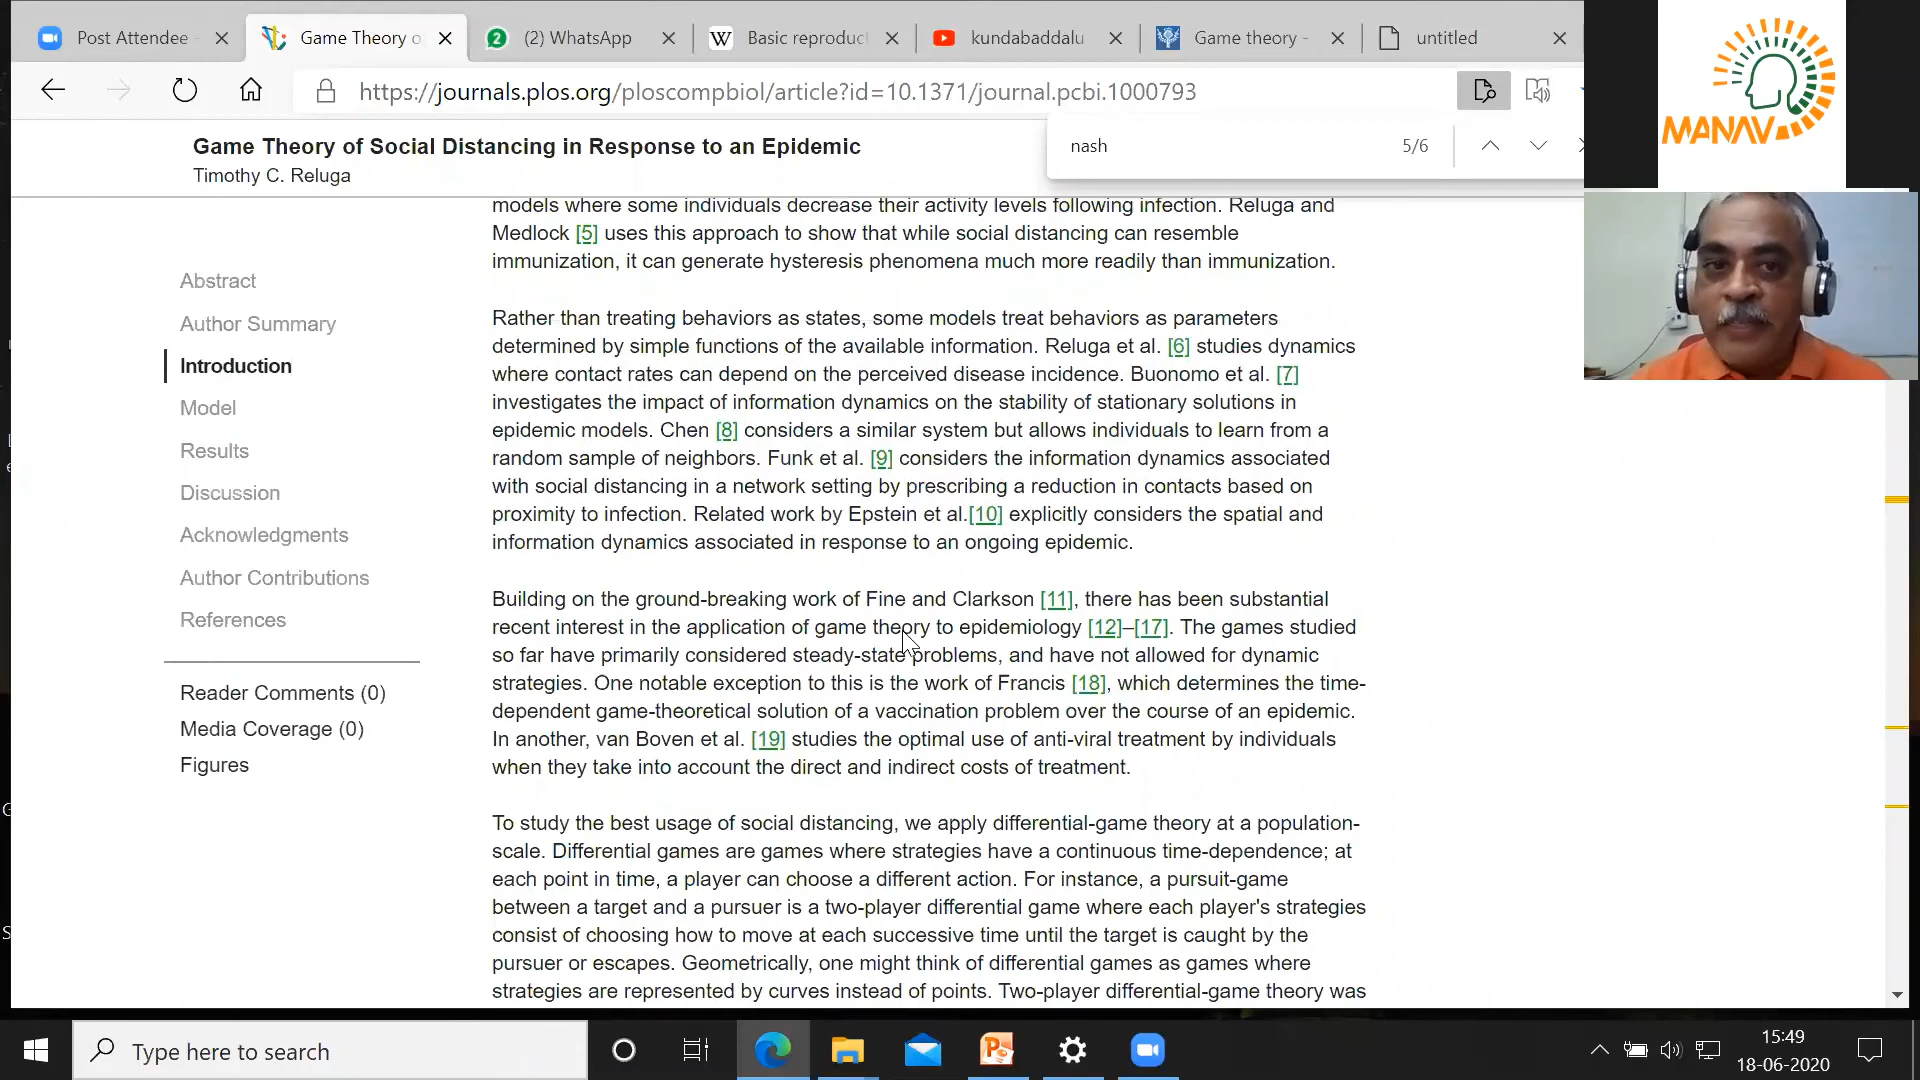 Post Attendee -
Game Theory o
(2) WhatsApp
W Basic reproduc
kundabaddalu
Game theory -
untitled
https://journals.plos.org/ploscompbiol/article?id=10.1371/journal.pcbi.1000793
MANAV
Game Theory of Social Distancing in Response to an Epidemic
Timothy C. Reluga
nash
5/6
Abstract
Author Summary
Introduction
Model
Results
Discussion
Acknowledgments
Author Contributions
References
Reader Comments (0)
Media Coverage (0)
Figures
models where some individuals decrease their activity levels following infection. Reluga and
Medlock [5] uses this approach to show that while social distancing can resemble
immunization, it can generate hysteresis phenomena much more readily than immunization.
Rather than treating behaviors as states, some models treat behaviors as parameters
determined by simple functions of the available information. Reluga et al. [6] studies dynamics
where contact rates can depend on the perceived disease incidence. Buonomo et al. [7]
investigates the impact of information dynamics on the stability of stationary solutions in
epidemic models. Chen [8] considers a similar system but allows individuals to learn from a
random sample of neighbors. Funk et al. [9] considers the information dynamics associated
with social distancing in a network setting by prescribing a reduction in contacts based on
proximity to infection. Related work by Epstein et al.[10] explicitly considers the spatial and
information dynamics associated in response to an ongoing epidemic.
Building on the ground-breaking work of Fine and Clarkson [11], there has been substantial
recent interest in the application of game theory to epidemiology [12]–[17]. The games studied
so far have primarily considered steady-state problems, and have not allowed for dynamic
strategies. One notable exception to this is the work of Francis [18], which determines the time-
dependent game-theoretical solution of a vaccination problem over the course of an epidemic.
In another, van Boven et al. [19] studies the optimal use of anti-viral treatment by individuals
when they take into account the direct and indirect costs of treatment.
To study the best usage of social distancing, we apply differential-game theory at a population-
scale. Differential games are games where strategies have a continuous time-dependence; at
each point in time, a player can choose a different action. For instance, a pursuit-game
between a target and a pursuer is a two-player differential game where each player's strategies
consist of choosing how to move at each successive time until the target is caught by the
pursuer or escapes. Geometrically, one might think of differential games as games where
strategies are represented by curves instead of points. Two-player differential-game theory was
Type here to search
15:49
18-06-2020